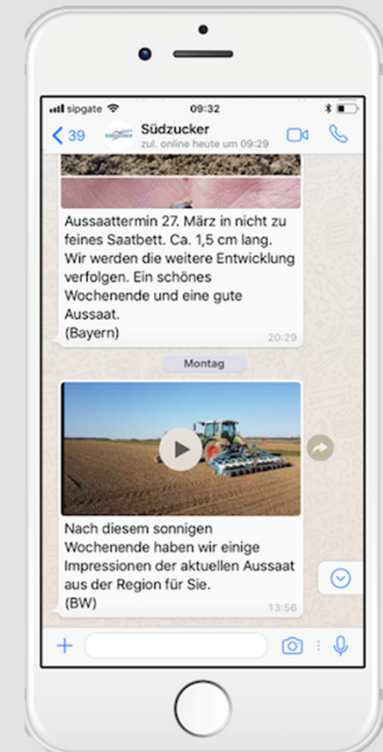 sipgate
09:32
39
SÜDZUCKER
Südzucker
zul. online heute um 09:29
Aussaattermin 27. März in nicht zu
feines Saatbett. Ca. 1,5 cm lang.
Wir werden die weitere Entwicklung
verfolgen. Ein schönes
Wochenende und eine gute
Aussaat.
(Bayern)
20:29
Montag
Nach diesem sonnigen
Wochenende haben wir einige
Impressionen der aktuellen Aussaat
aus der Region für Sie.
(BW)
13:56